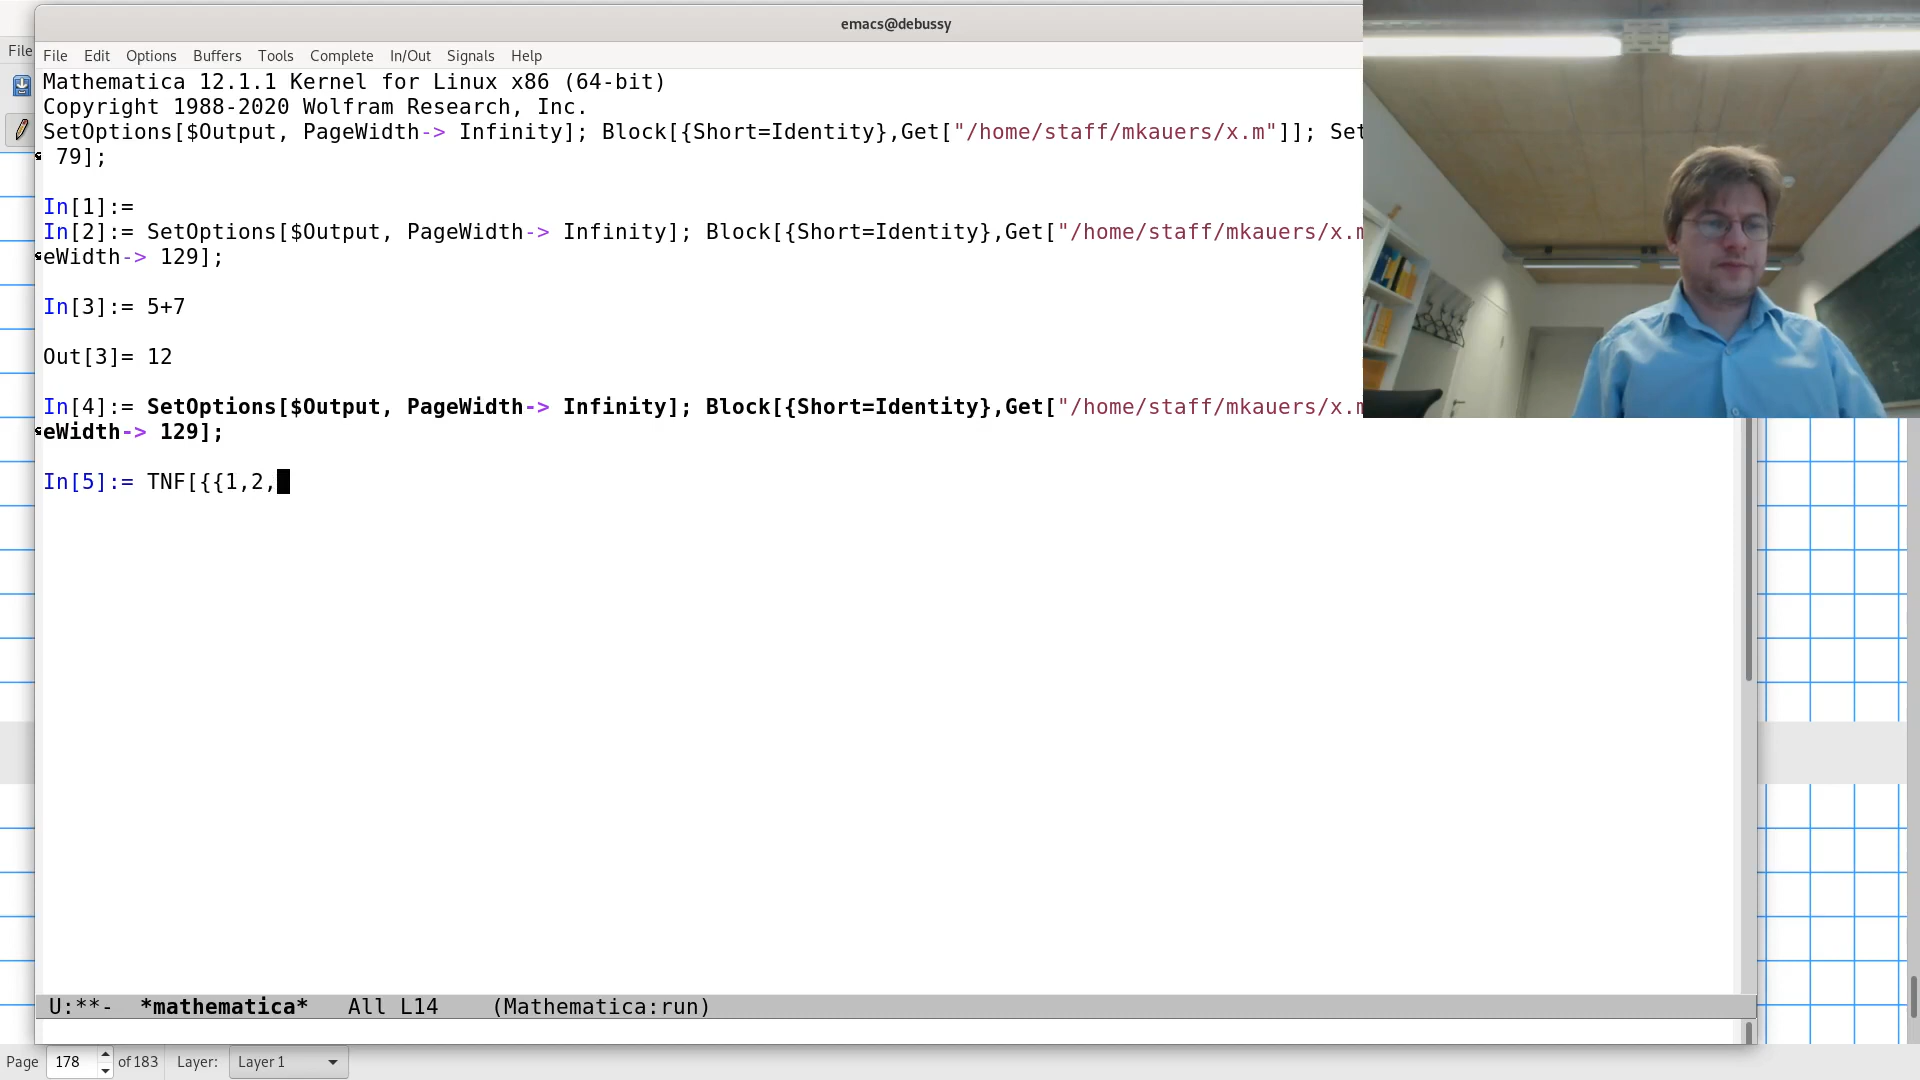 emacs@debussy
File
File Edit Options Buffers Tools Complete In/Out Signals Help
Mathematica 12.1.1 Kernel for Linux x86 (64-bit)
Copyright 1988-2020 Wolfram Research, Inc.
SetOptions[$Output, PageWidth-> Infinity]; Block[{Short=Identity},Get["/home/staff/mkauers/x.m"]]; Set
79];
In[1]:=
In[2]:= SetOptions[$Output, PageWidth-> Infinity]; Block[{Short=Identity},Get["/home/staff/mkauers/x.m
eWidth-> 129];
In[3]:= 5+7
Out[3]= 12
In[4]:= SetOptions[$Output, PageWidth-> Infinity]; Block[{Short=Identity},Get["/home/staff/mkauers/x.m
eWidth-> 129];
In[5]:= TNF[{{1,2,
U:**- *mathematica* All L14 (Mathematica:run)
Page 178 of 183 Layer: Layer 1